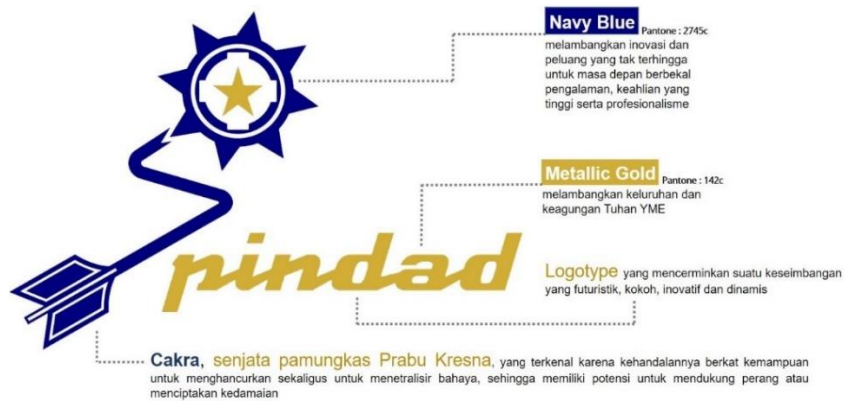 Navy Blue Pantone : 2745c
melambangkan inovasi dan
peluang yang tak terhingga
untuk masa depan berbekal
pengalaman, keahlian yang
tinggi serta profesionalisme
Metallic Gold Pantone : 142c
melambangkan keluruhan dan
keagungan Tuhan YME
pindad
Logotype yang mencerminkan suatu keseimbangan
yang futuristik, kokoh, inovatif dan dinamis
Cakra, senjata pamungkas Prabu Kresna, yang terkenal karena kehandalannya berkat kemampuan
untuk menghancurkan sekaligus untuk menetralisir bahaya, sehingga memiliki potensi untuk mendukung perang atau
menciptakan kedamaian